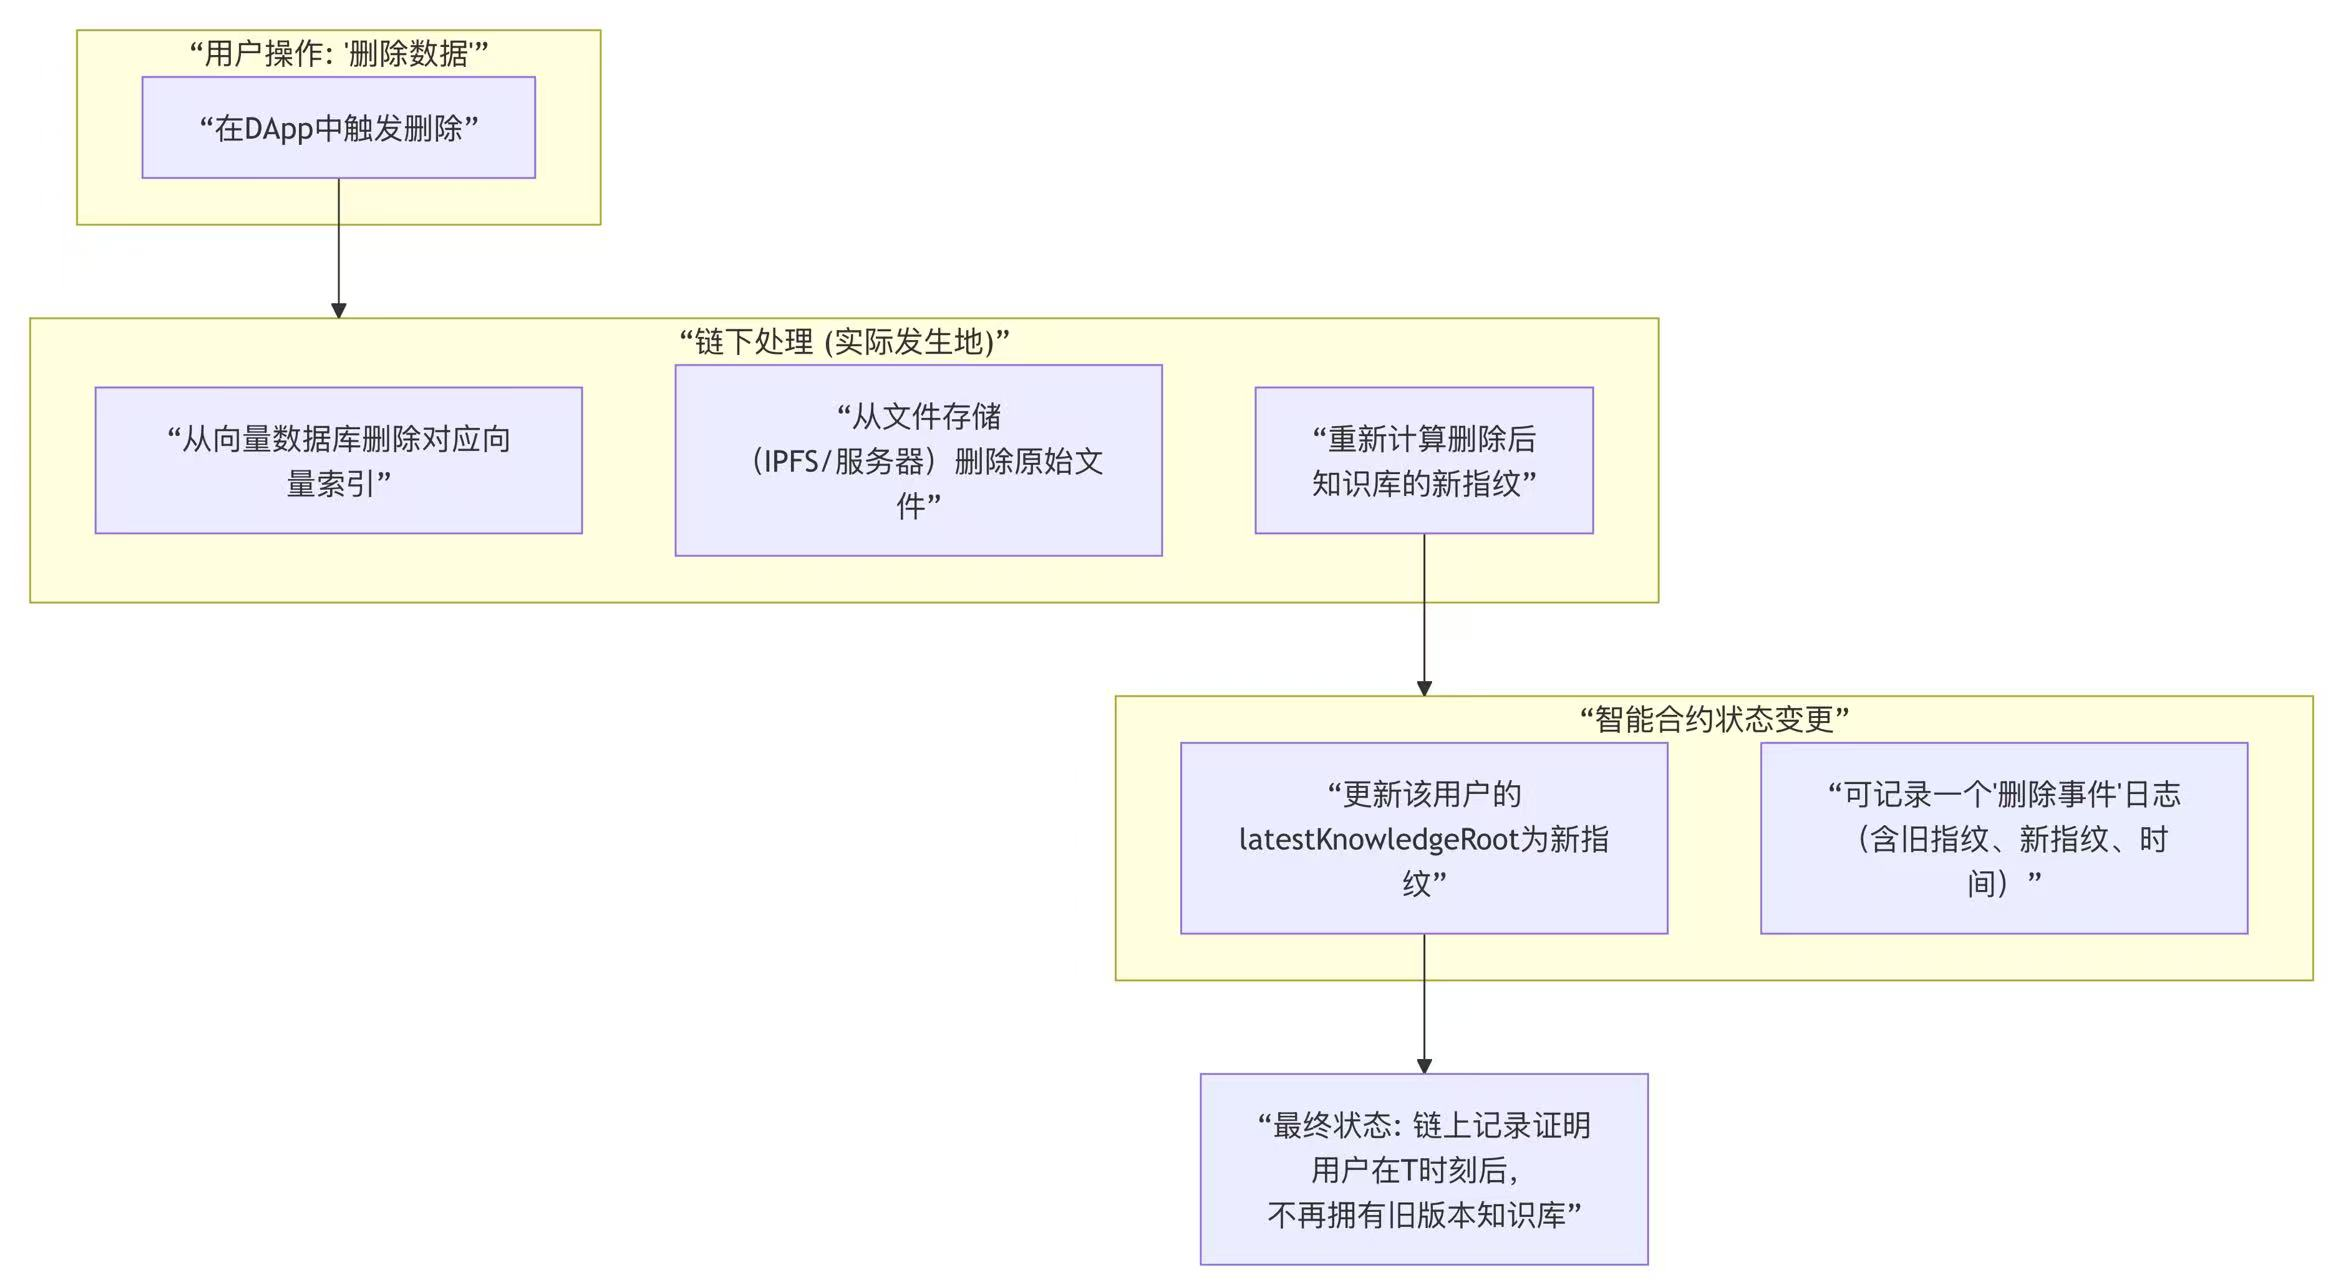 “用户操作: '删除数据'”
“在DApp中触发删除”
“链下处理 (实际发生地)”
“从向量数据库删除对应向
量索引”
“从文件存储
（IPFS/服务器）删除原始文
件”
“重新计算删除后
知识库的新指纹”
“智能合约状态变更”
“更新该用户的
latestKnowledgeRoot为新指
纹”
“可记录一个'删除事件'日志
（含旧指纹、新指纹、时
间）”
“最终状态: 链上记录证明
用户在T时刻后，
不再拥有旧版本知识库”